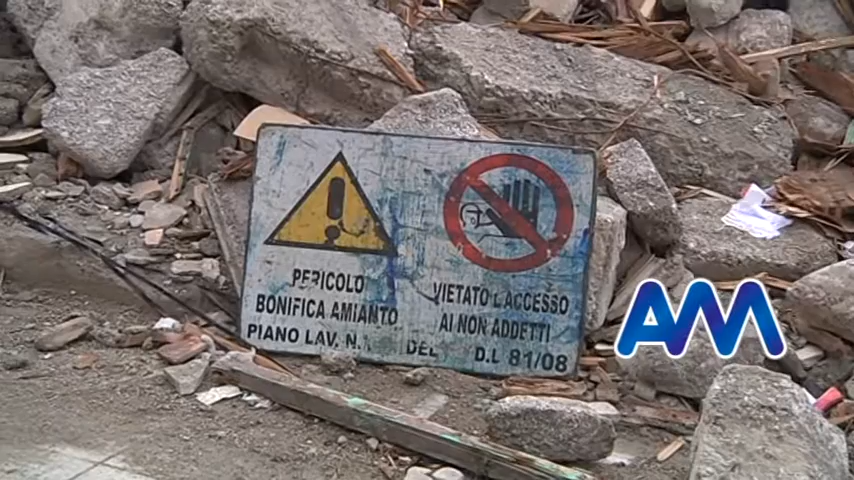 PERICOLO
BONIFICA AMIANTO
PIANO LAV. N.
VIETATO L'ACCESSO
AI NON ADDETTI
DEL D.L 81/08
AM